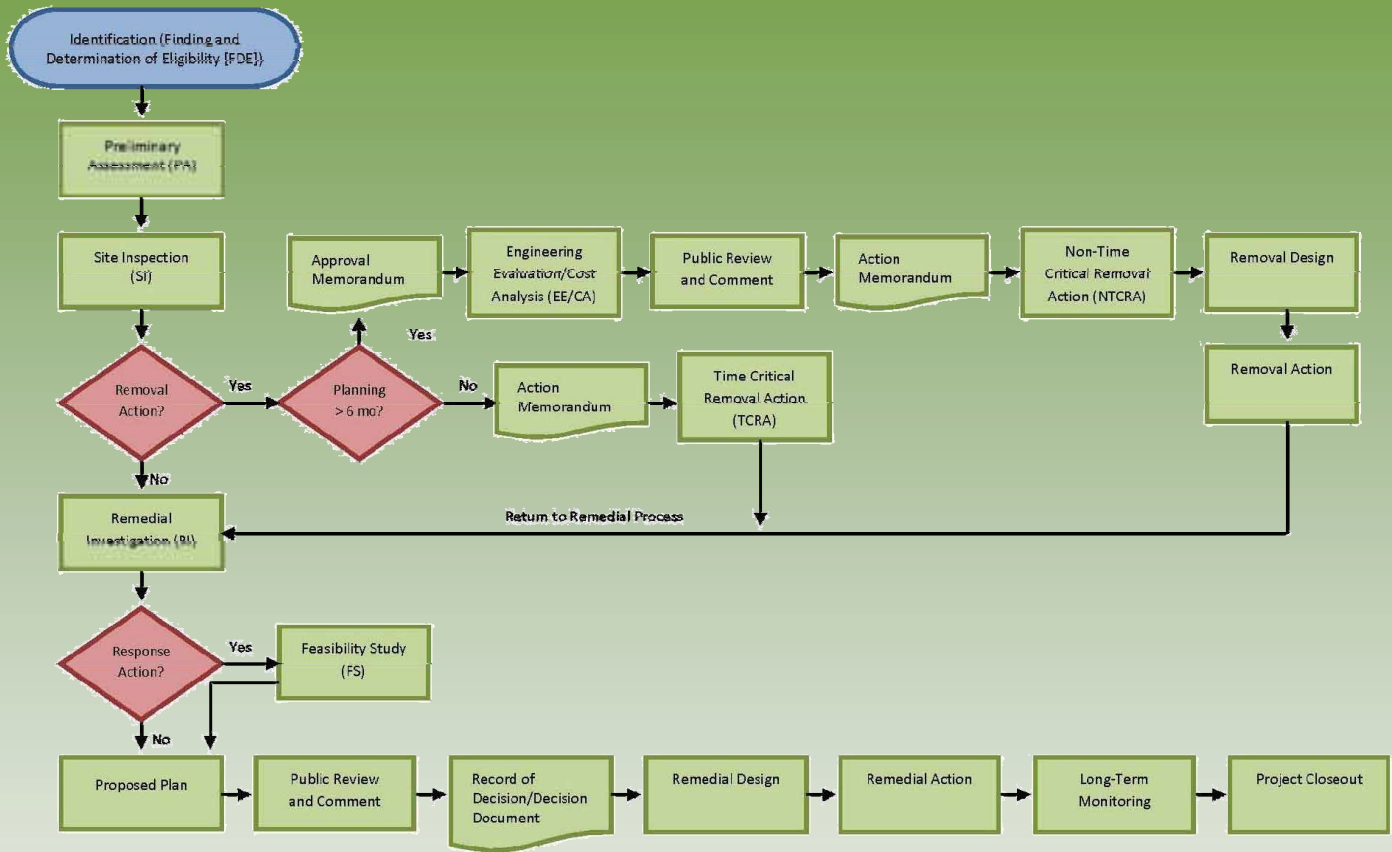 Identification (Finding and
Determination of Eligibility [FDE])
Preliminary
Assessment (PA)
Site Inspection
(SI)
Approval
Memorandum
Engineering
Evaluation/Cost
Analysis (EE/CA)
Public Review
and Comment
Action
Memorandum
Non-Time
Critical Removal
Action (NTCRA)
Removal Design
Yes
Removal
Action?
Yes
Planning
> 6 mo?
No
Action
Memorandum
Time Critical
Removal Action
(TCRA)
Removal Action
No
Remedial
Investigation (RI)
Return to Remedial Process
Response
Action?
Yes
Feasibility Study
(FS)
No
Proposed Plan
Public Review
and Comment
Record of
Decision/Decision
Document
Remedial Design
Remedial Action
Long-Term
Monitoring
Project Closeout